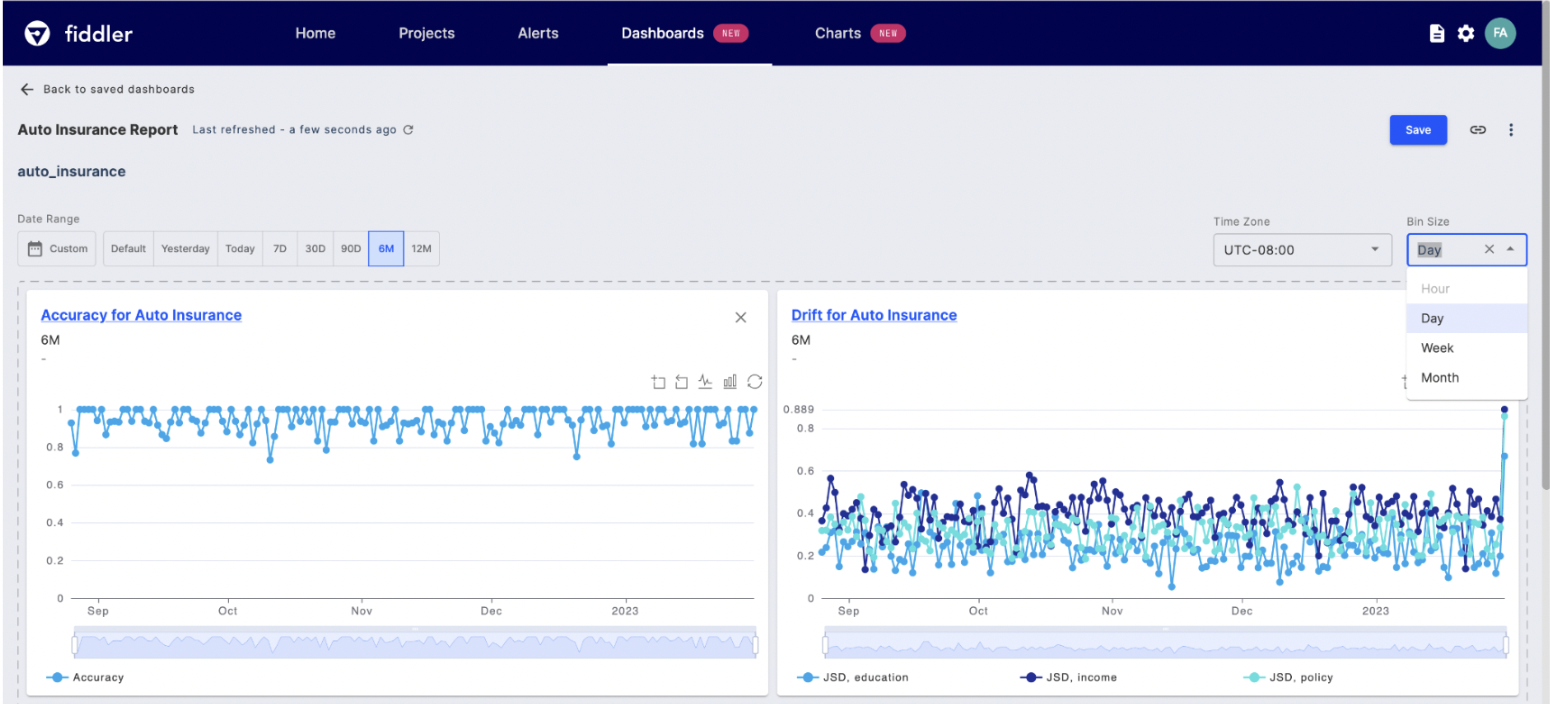 fiddler
Home Projects Alerts Dashboards NEW Charts NEW FA
Back to saved dashboards
Auto Insurance Report Last refreshed - a few seconds ago
Save
auto_insurance
Date Range
Custom Default Yesterday Today 7D 30D 90D 6M 12M
Time Zone
UTC-08:00
Bin Size
Day
Hour
Day
Week
Month
Accuracy for Auto Insurance
6M
-
1
0.8
0.6
0.4
0.2
0
Sep Oct Nov Dec 2023
Accuracy
Drift for Auto Insurance
6M
-
0.889
0.8
0.6
0.4
0.2
0
Sep Oct Nov Dec 2023
JSD, education JSD, income JSD, policy